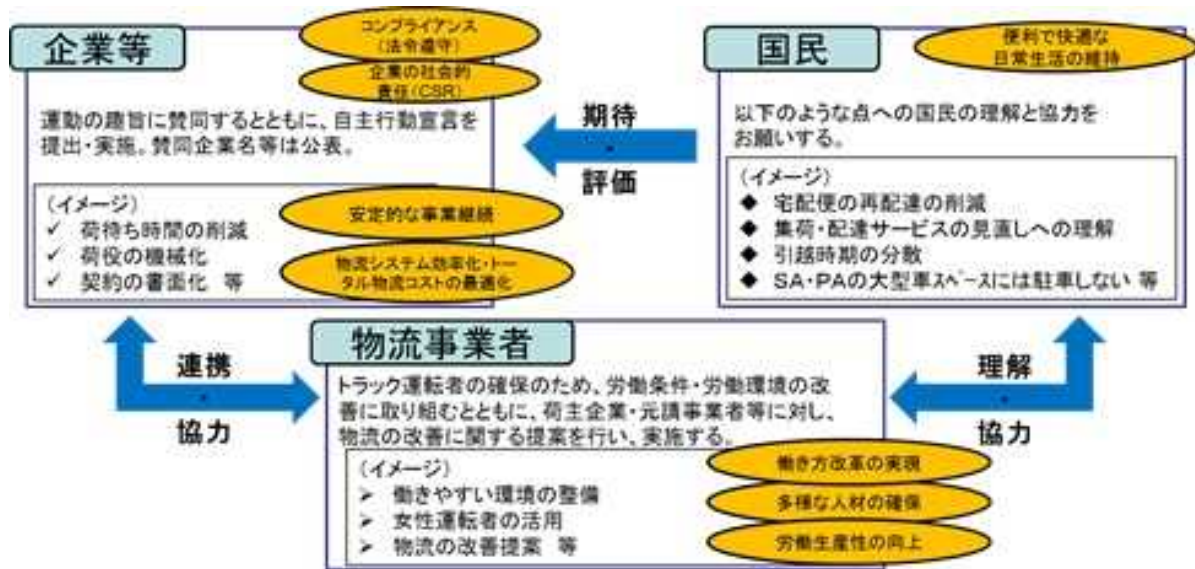 企業等
コンプライアンス
(法令遵守)
企業の社会的
責任(CSR)
運動の趣旨に賛同するとともに、自主行動宣言を
提出・実施。賛同企業名等は公表。
(イメージ)
✓ 荷待ち時間の削減
✓ 荷役の機械化
✓ 契約の書面化 等
安定的な事業継続
物流システム効率化・トー
タル物流コストの最適化
期待
・
評価
国民
便利で快適な
日常生活の維持
以下のような点への国民の理解と協力を
お願いする。
(イメージ)
◆ 宅配便の再配達の削減
◆ 集荷・配達サービスの見直しへの理解
◆ 引越時期の分散
◆ SA・PAの大型車スペースには駐車しない 等
連携
・
協力
物流事業者
トラック運転者の確保のため、労働条件・労働環境の改
善に取り組むとともに、荷主企業・元請事業者等に対し、
物流の改善に関する提案を行い、実施する。
(イメージ)
➢ 働きやすい環境の整備
➢ 女性運転者の活用
➢ 物流の改善提案 等
働き方改革の実現
多様な人材の確保
労働生産性の向上
理解
・
協力